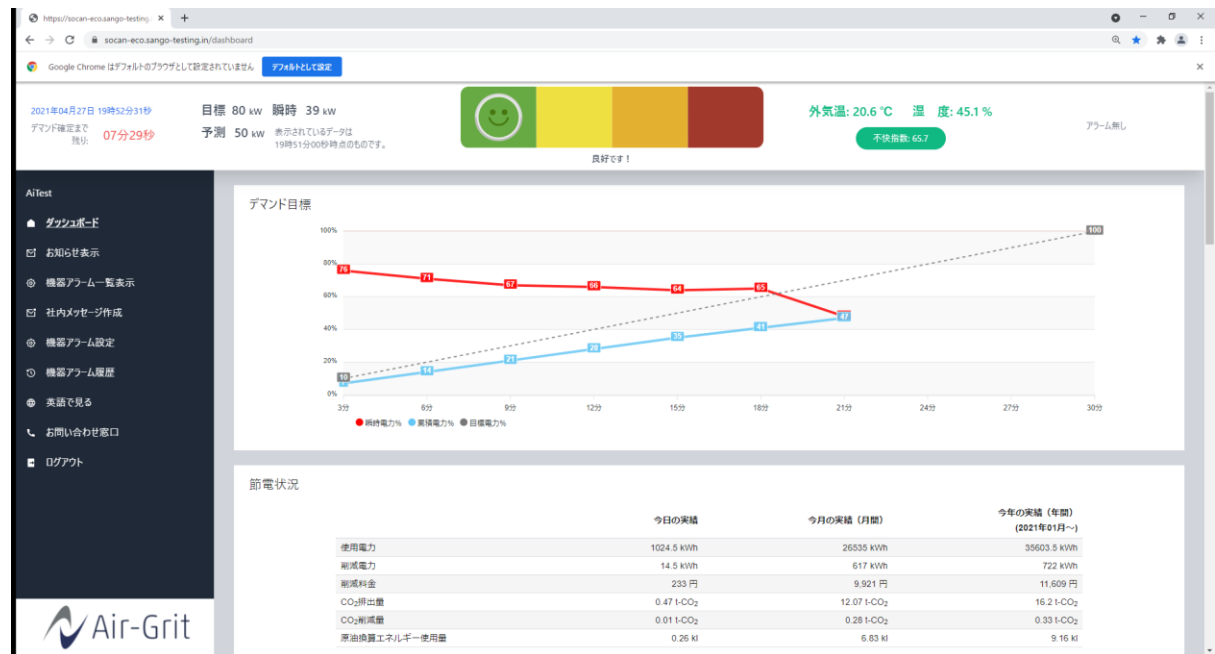 https://socan-eco.sango-testing.
socan-eco.sango-testing.in/dashboard
Google Chrome はデフォルトのブラウザとして設定されていません デフォルトとして設定
2021年04月27日 19時52分31秒
デマンド確定まで
残り: 07分29秒
目標 80 kW 瞬時 39 kW
予測 50 kW 表示されているデータは
19時51分00秒時点のものです。
良好です！
外気温: 20.6 ℃ 湿 度: 45.1 %
不快指数: 65.7
アラーム無し
AiTest
ダッシュボード
お知らせ表示
機器アラーム一覧表示
社内メッセージ作成
機器アラーム設定
機器アラーム履歴
英語で見る
お問い合わせ窓口
ログアウト
Air-Grit
デマンド目標
100%
80%
60%
40%
20%
0%
76 71 67 66 64 65
14 21 28 35 41 47
10 100
3分 6分 9分 12分 15分 18分 21分 24分 27分 30分
瞬時電力% 累積電力% 目標電力%
節電状況
今日の実績 今月の実績（月間） 今年の実績（年間）
(2021年01月～)
使用電力 1024.5 kWh 26535 kWh 35603.5 kWh
削減電力 14.5 kWh 617 kWh 722 kWh
削減料金 233 円 9,921 円 11,609 円
CO₂排出量 0.47 t-CO₂ 12.07 t-CO₂ 16.2 t-CO₂
CO₂削減量 0.01 t-CO₂ 0.28 t-CO₂ 0.33 t-CO₂
原油換算エネルギー使用量 0.26 kl 6.83 kl 9.16 kl